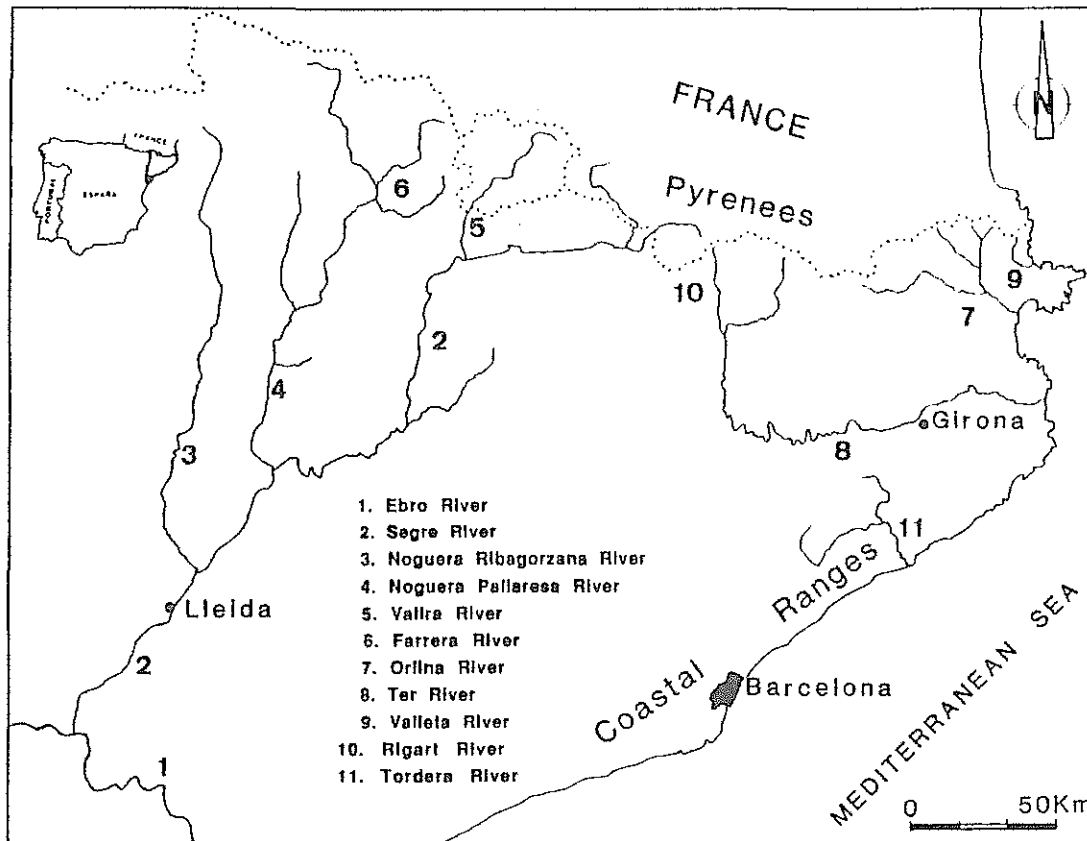 FRANCE
N
FRANCE
PORTUGAL
ESPAÑA
6
Pyrenees
5
9
10
7
2
4
3
Girona
8
1. Ebro River
2. Segre River
3. Noguera Ribagorzana River
4. Noguera Pallaresa River
5. Valira River
6. Farrera River
7. Orlina River
8. Ter River
9. Valleta River
10. Rigart River
11. Tordera River
11
Coastal Ranges
Lleida
2
Barcelona
1
MEDITERRANEAN SEA
0 50Km